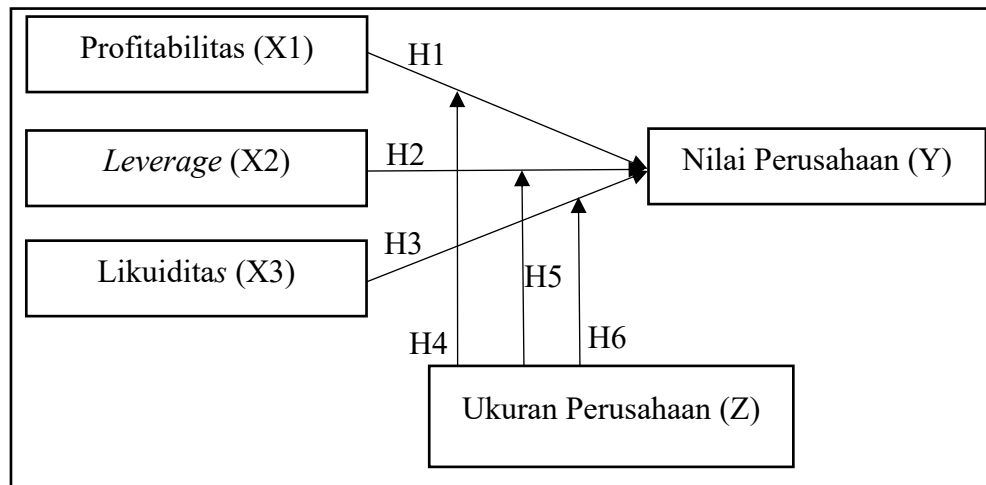 Profitabilitas (X1)
H1
Leverage (X2)
H2
Nilai Perusahaan (Y)
Likuiditas (X3)
H3
H5
H4
H6
Ukuran Perusahaan (Z)